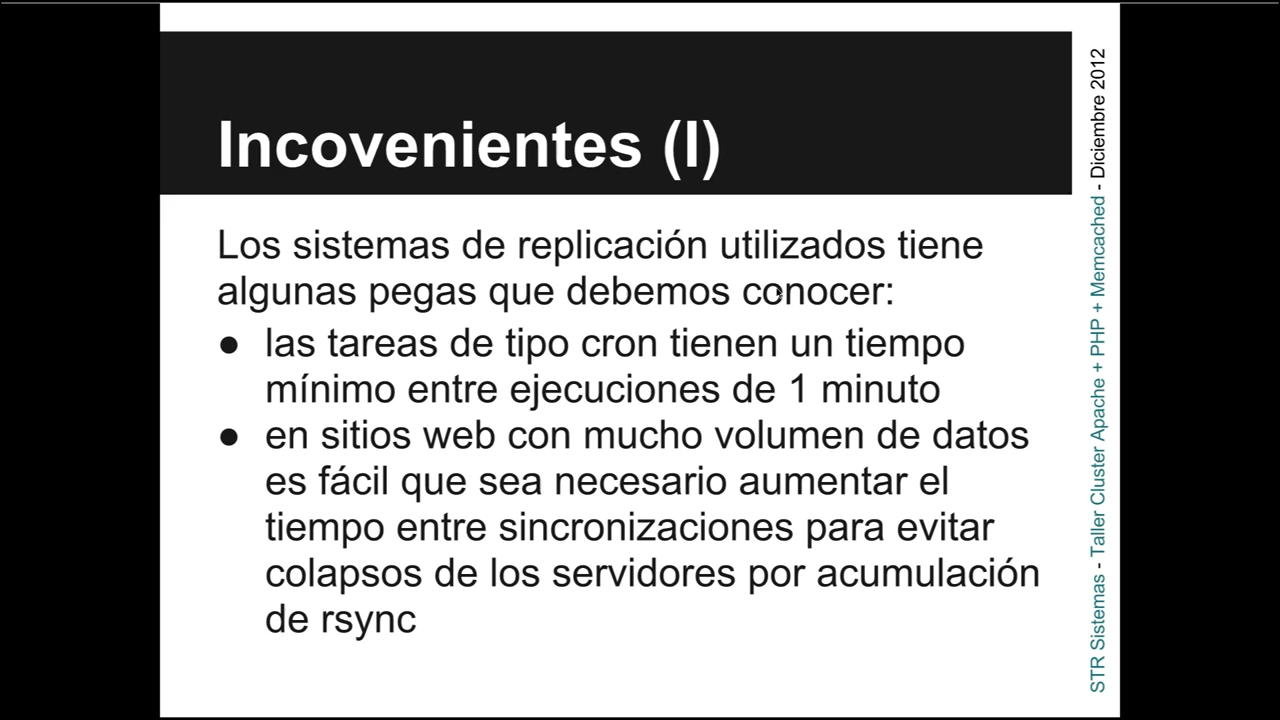 Incovenientes (I)
Los sistemas de replicación utilizados tiene
algunas pegas que debemos conocer:
● las tareas de tipo cron tienen un tiempo
mínimo entre ejecuciones de 1 minuto
● en sitios web con mucho volumen de datos
es fácil que sea necesario aumentar el
tiempo entre sincronizaciones para evitar
colapsos de los servidores por acumulación
de rsync
STR Sistemas - Taller Cluster Apache + PHP + Memcached - Diciembre 2012